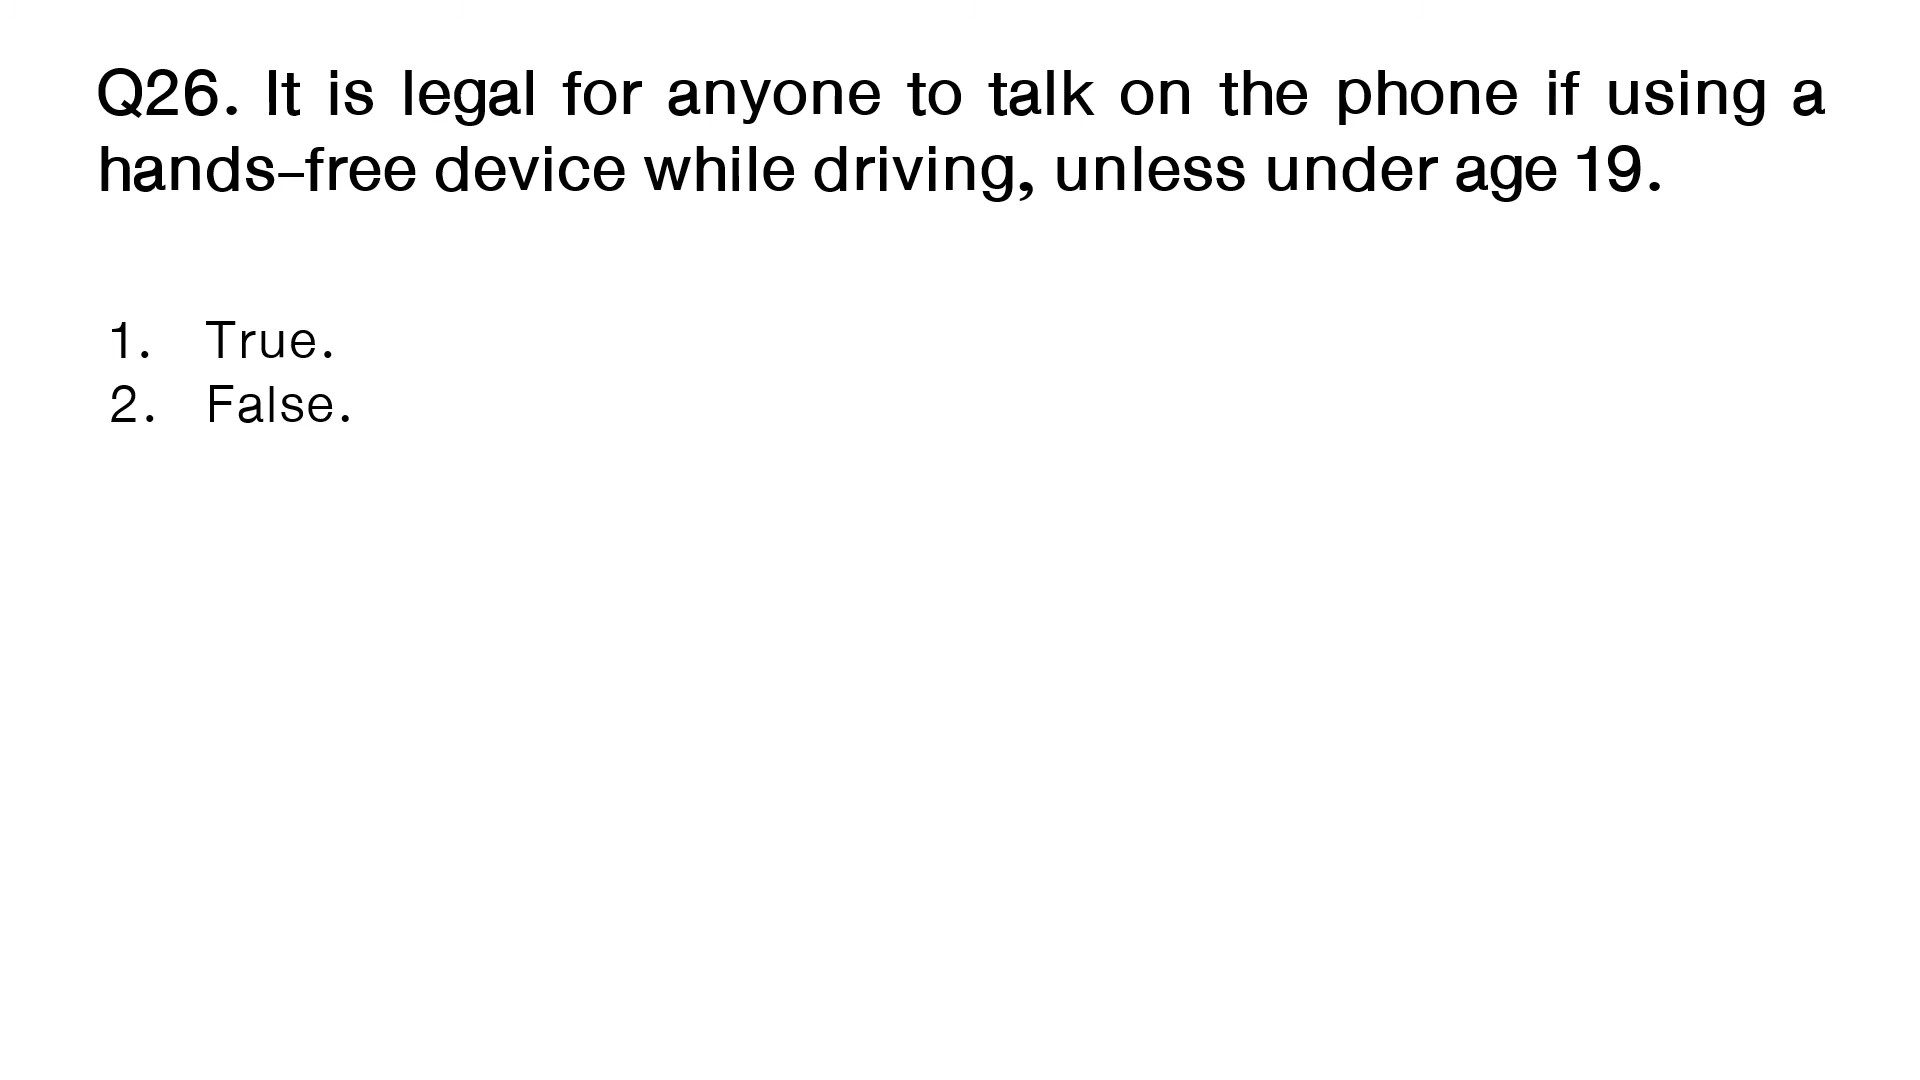 Q26. It is legal for anyone to talk on the phone if using a
hands-free device while driving, unless under age 19.
1. True.
2. False.